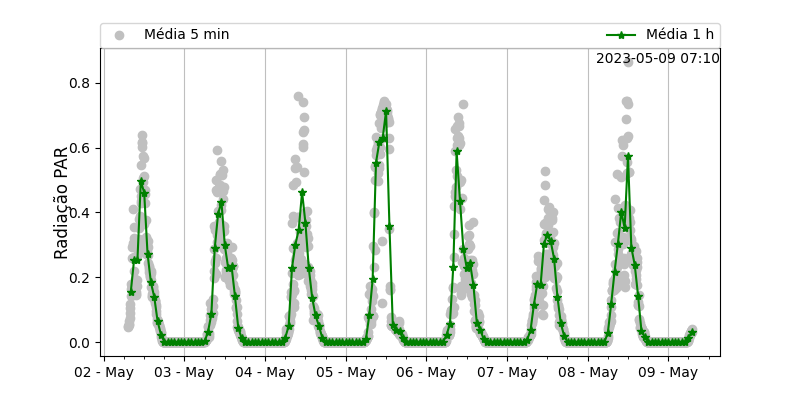 Média 5 min
Média 1 h
2023-05-09 07:10
Radiação PAR
0.8
0.6
0.4
0.2
0.0
02 - May
03 - May
04 - May
05 - May
06 - May
07 - May
08 - May
09 - May